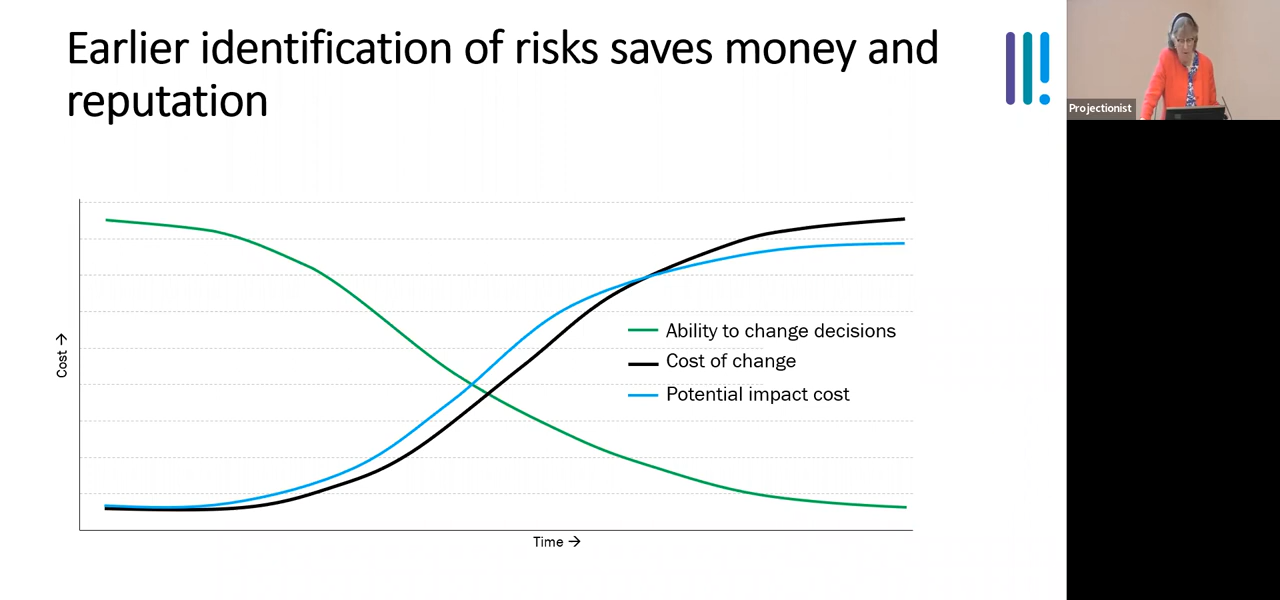 Earlier identification of risks saves money and
reputation
Projectionist
Cost →
Ability to change decisions
Cost of change
Potential impact cost
Time →